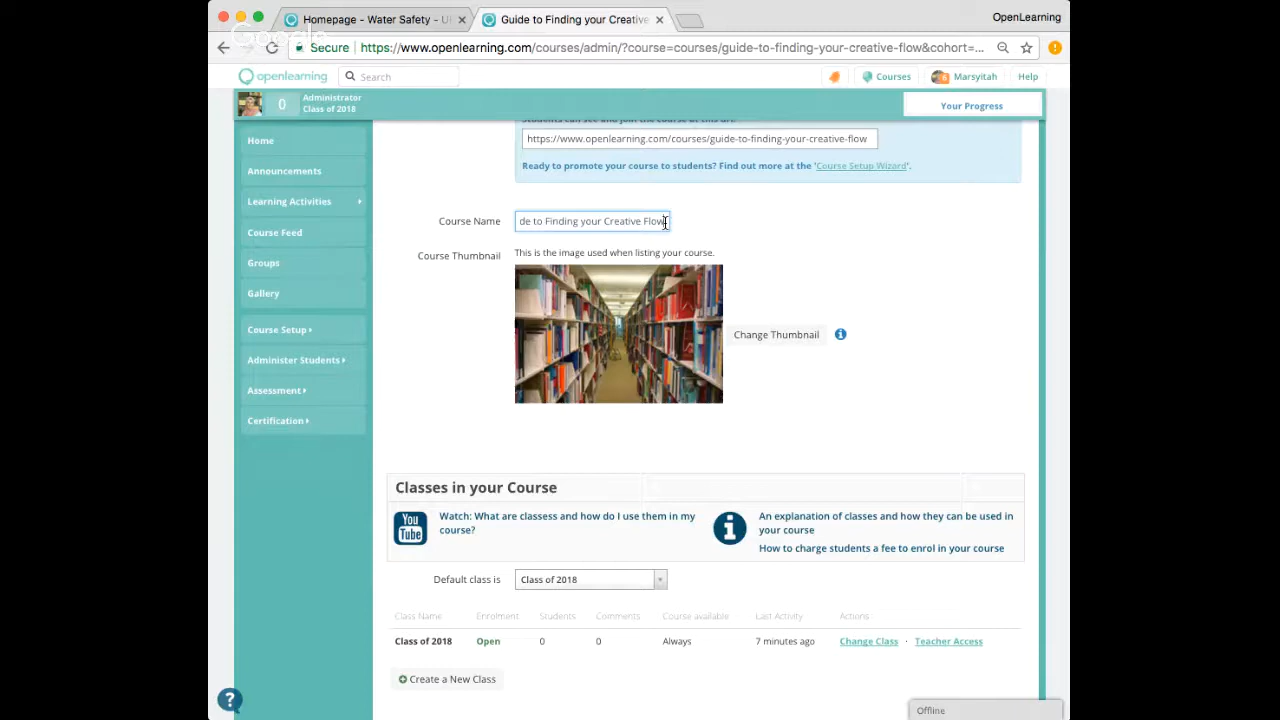 Homepage - Water Safety - U
Guide to Finding your Creative
OpenLearning
Google
Secure
https://www.openlearning.com/courses/admin/?course=courses/guide-to-finding-your-creative-flow&cohort=...
openlearning
Search
Courses
6
Marsyitah
Help
0
Administrator
Class of 2018
Your Progress
Home
Announcements
Learning Activities
Course Feed
Groups
Gallery
Course Setup
Administer Students
Assessment
Certification
Students can see and join the course at this url:
https://www.openlearning.com/courses/guide-to-finding-your-creative-flow
Ready to promote your course to students? Find out more at the 'Course Setup Wizard'.
Course Name
de to Finding your Creative Flow
Course Thumbnail
This is the image used when listing your course.
Change Thumbnail
Classes in your Course
You
Tube
Watch: What are classess and how do I use them in my
course?
An explanation of classes and how they can be used in
your course
How to charge students a fee to enrol in your course
Default class is
Class of 2018
Class Name Enrolment Students Comments Course available Last Activity Actions
Class of 2018 Open 0 0 Always 7 minutes ago Change Class · Teacher Access
Create a New Class
?
Offline